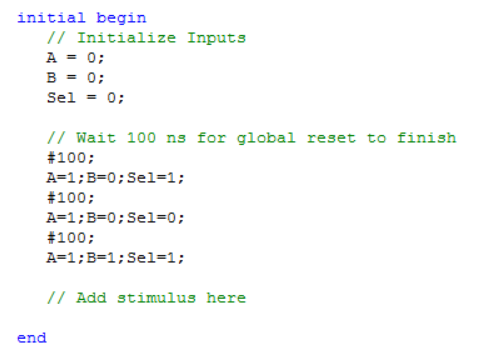 initial begin
// Initialize Inputs
A = 0;
B = 0;
Sel = 0;
// Wait 100 ns for global reset to finish
#100;
A=1;B=0;Sel=1;
#100;
A=1;B=0;Sel=0;
#100;
A=1;B=1;Sel=1;
// Add stimulus here
end